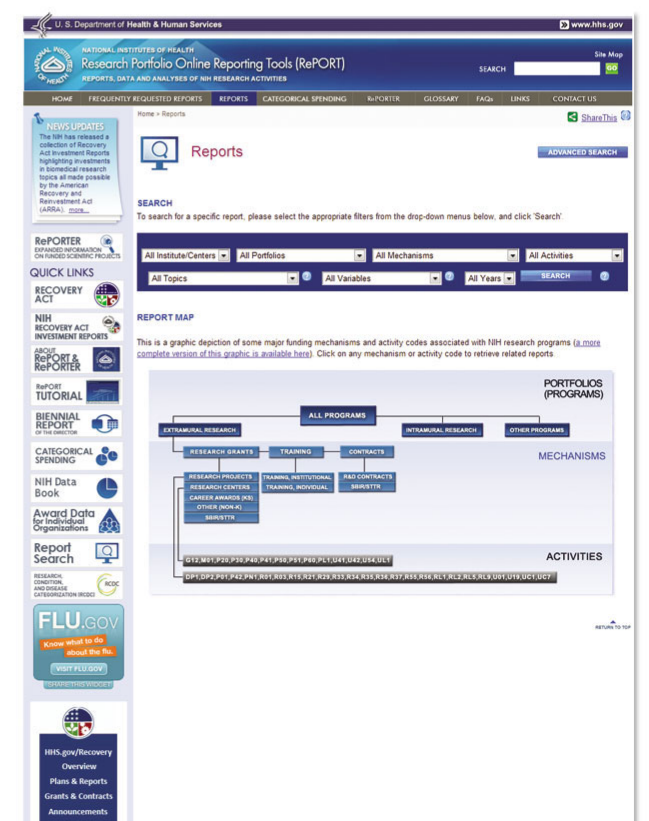 U. S. Department of Health & Human Services
www.hhs.gov
NATIONAL INSTITUTES OF HEALTH
Research Portfolio Online Reporting Tools (RePORT)
REPORTS, DATA AND ANALYSES OF NIH RESEARCH ACTIVITIES
Site Map
SEARCH
GO
HOME FREQUENTLY REQUESTED REPORTS REPORTS CATEGORICAL SPENDING RePORTER GLOSSARY FAQs LINKS CONTACT US
Home > Reports
ShareThis
NEWS UPDATES
The NIH has released a
collection of Recovery
Act Investment Reports
highlighting investments
in biomedical research
topics all made possible
by the American
Recovery and
Reinvestment Act
(ARRA). more...
Reports
ADVANCED SEARCH
SEARCH
To search for a specific report, please select the appropriate filters from the drop-down menus below, and click 'Search'.
All Institute/Centers All Portfolios All Mechanisms All Activities
All Topics All Variables All Years SEARCH
RePORTER
EXPANDED INFORMATION
ON FUNDED SCIENTIFIC PROJECTS
QUICK LINKS
RECOVERY
ACT
NIH
RECOVERY ACT
INVESTMENT REPORTS
ABOUT
RePORT &
RePORTER
RePORT
TUTORIAL
BIENNIAL
REPORT
OF THE DIRECTOR
CATEGORICAL
SPENDING
NIH Data
Book
Award Data
for Individual
Organizations
Report
Search
RESEARCH,
CONDITION,
AND DISEASE
CATEGORIZATION (RCDC)
RCDC
REPORT MAP
This is a graphic depiction of some major funding mechanisms and activity codes associated with NIH research programs (a more
complete version of this graphic is available here). Click on any mechanism or activity code to retrieve related reports.
PORTFOLIOS
(PROGRAMS)
ALL PROGRAMS
EXTRAMURAL RESEARCH INTRAMURAL RESEARCH OTHER PROGRAMS
MECHANISMS
RESEARCH GRANTS TRAINING CONTRACTS
RESEARCH PROJECTS TRAINING, INSTITUTIONAL R&D CONTRACTS
RESEARCH CENTERS TRAINING, INDIVIDUAL SBIR/STTR
CAREER AWARDS (KS)
OTHER (NON-K)
SBIR/STTR
ACTIVITIES
G12,M01,P20,P30,P40,P41,P50,P51,P60,PL1,U41,U42,U54,UL1
DP1,DP2,P01,P42,PN1,R01,R03,R15,R21,R29,R33,R34,R35,R36,R37,R55,R56,RL1,RL2,RL5,RL9,U01,U19,UC1,UC7
RETURN TO TOP
FLU.GOV
Know what to do
about the flu.
VISIT FLU.GOV
SHARE THIS WIDGET
HHS.gov/Recovery
Overview
Plans & Reports
Grants & Contracts
Announcements